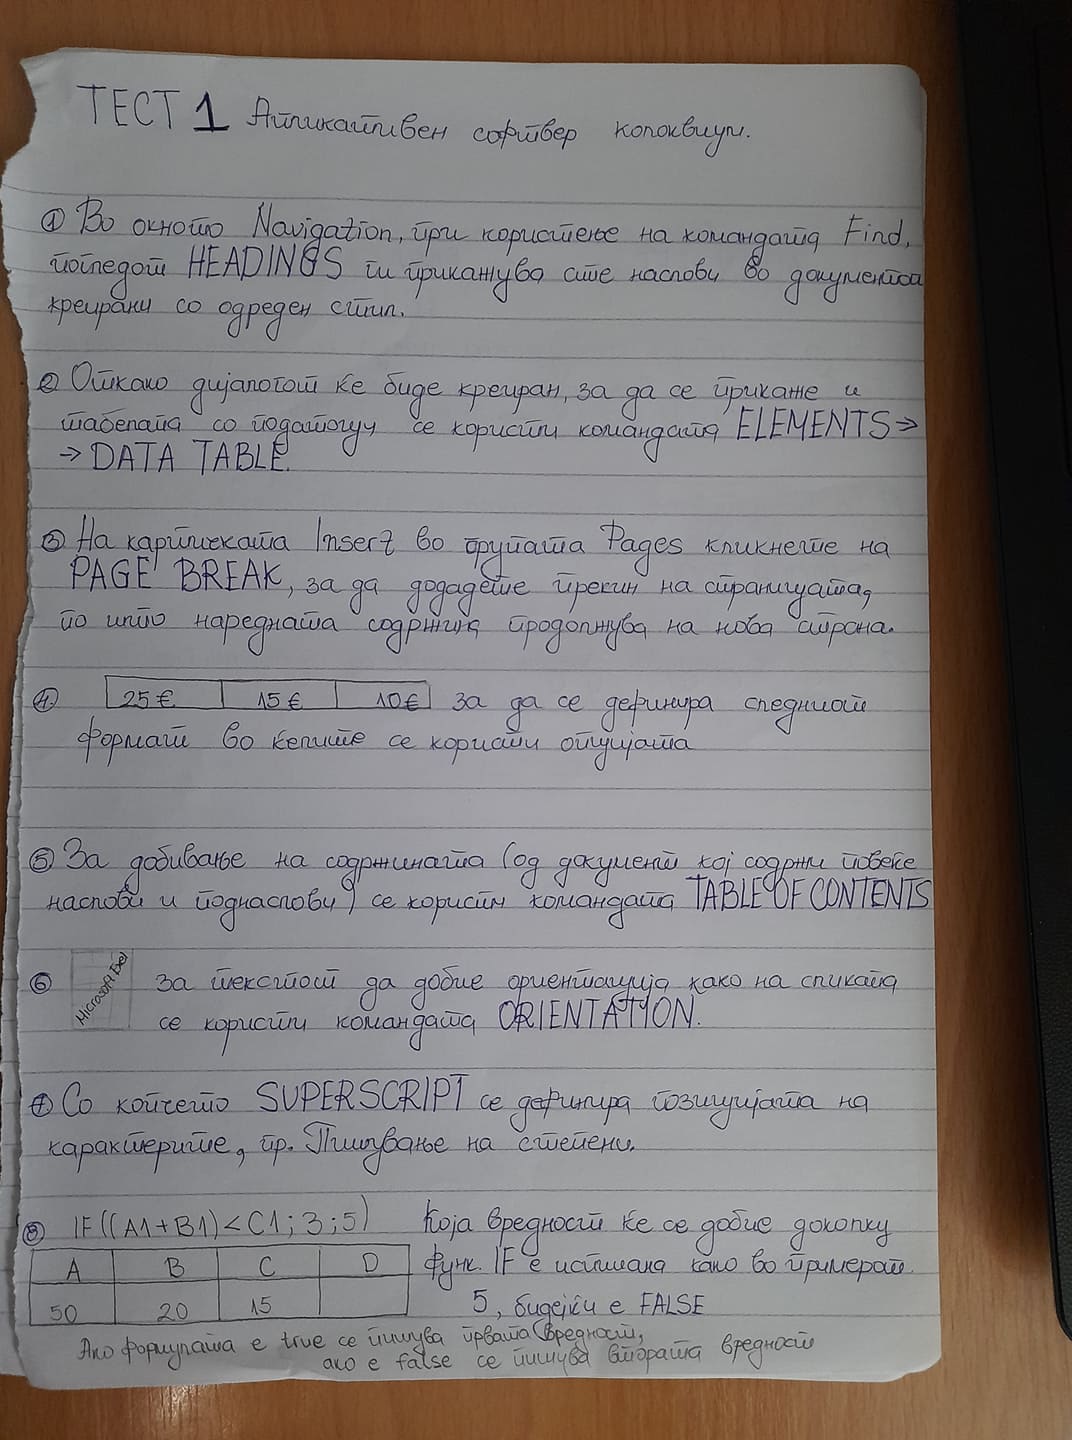 ТЕСТ 1 Апликативен софтвер колоквиум.
① Во окното Navigation, при користење на командата Find,
погледот HEADINGS ги прикажува сите наслови во документот
креирани со одреден стил.
② Откако дијалогот ќе биде креиран, за да се прикаже и
табелата со податоци се користи командата ELEMENTS →
→ DATA TABLE.
③ На картичката Insert во групата Pages кликнете на
PAGE BREAK, за да додадете прекин на страницата,
по што наредната содржина продолжува на нова страна.
④ 25 € 15 € 10 € За да се дефинира следниот
формат во ќелиите се користи опцијата
⑤ За добивање на содржината (од документ кој содржи повеќе
наслови и поднаслови) се користи командата TABLE OF CONTENTS
⑥ Microsoft Exel За текстот да добие ориентација како на сликата
се користи командата ORIENTATION.
⑦ Со копчето SUPERSCRIPT се дефинира позицијата на
карактерите, пр. Пишување на степени.
⑧ IF((A1+B1)<C1;3;5) Која вредност ќе се добие доколку
A B C D функ. IF е испишана како во примерот
50 20 15 5, бидејќи е FALSE
Ако формулата е true се пишува првата вредност,
ако е false се пишува втората вредност